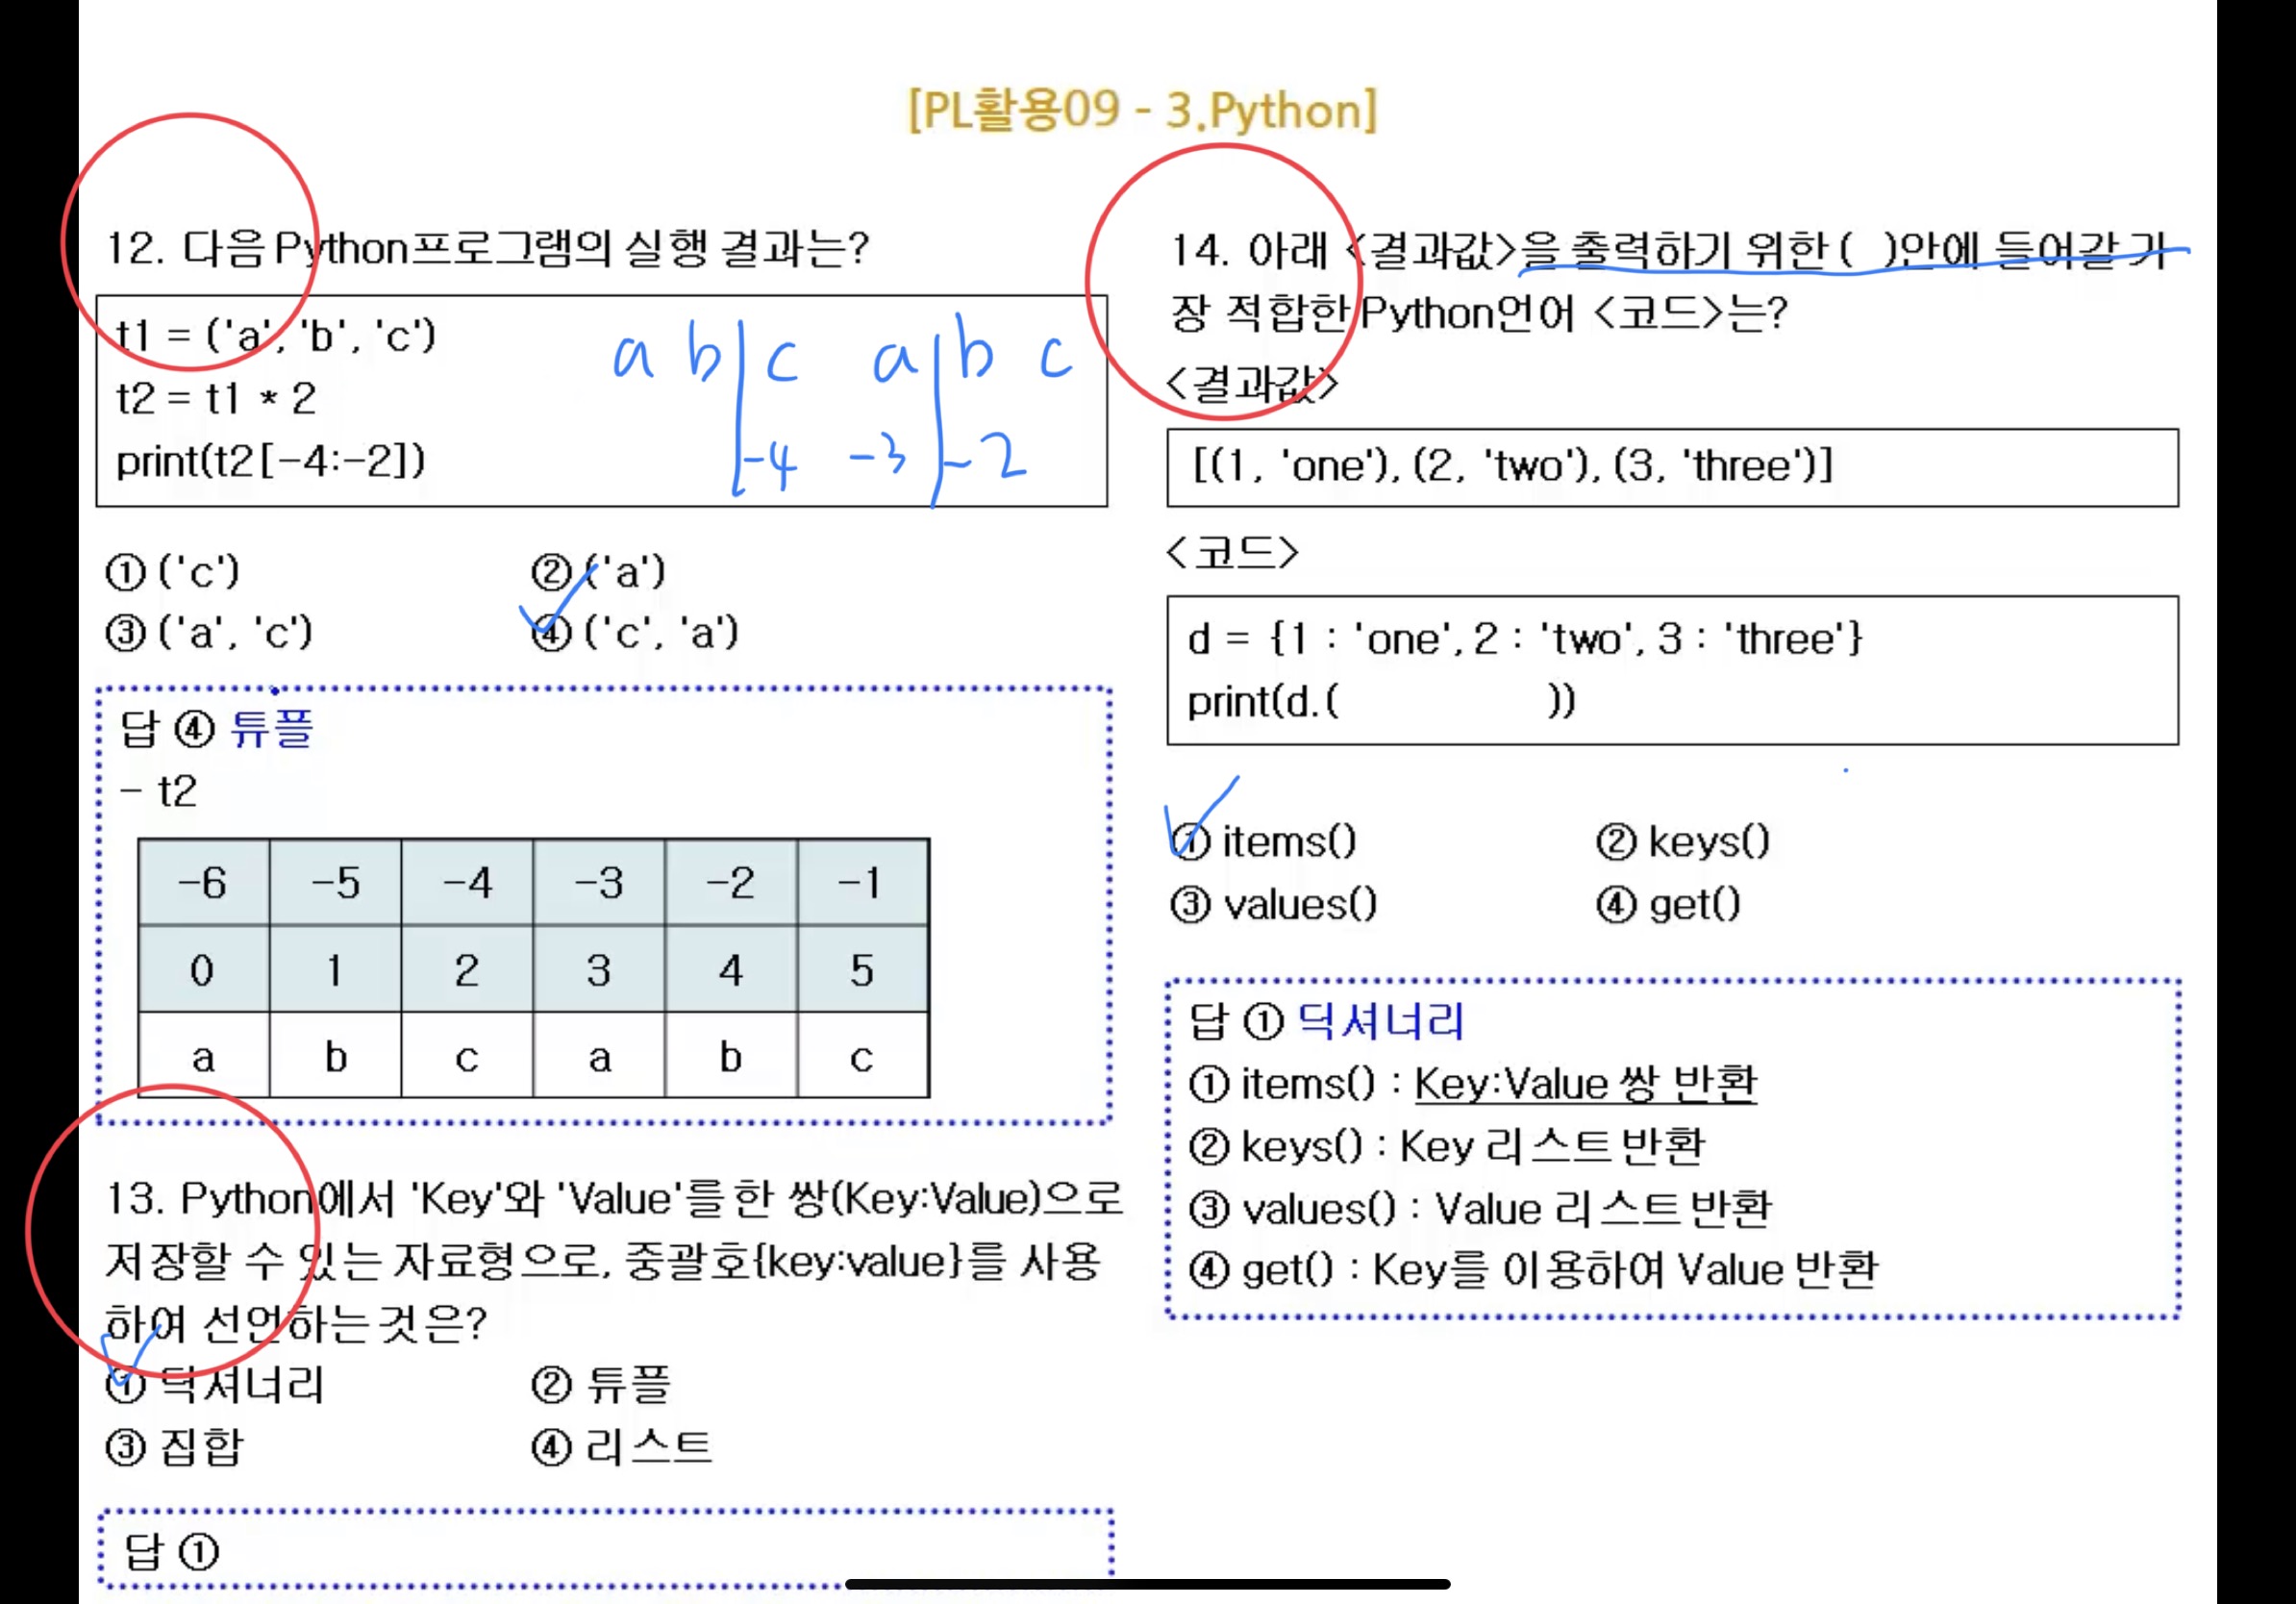 [PL활용09 - 3.Python]
12. 다음 Python프로그램의 실행 결과는?
t1 = ('a', 'b', 'c')
t2 = t1 * 2
print(t2[-4:-2])
a b c a b c
-4 -3 -2
① ('c') ② ('a')
③ ('a', 'c') ④ ('c', 'a')
답 ④ 튜플
- t2
-6 -5 -4 -3 -2 -1
0 1 2 3 4 5
a b c a b c
13. Python에서 'Key'와 'Value'를 한 쌍(Key:Value)으로
저장할 수 있는 자료형으로, 중괄호{key:value}를 사용
하여 선언하는 것은?
① 딕셔너리 ② 튜플
③ 집합 ④ 리스트
답 ①
14. 아래 <결과값>을 출력하기 위한 ( )안에 들어갈 가
장 적합한 Python언어 <코드>는?
<결과값>
[(1, 'one'), (2, 'two'), (3, 'three')]
<코드>
d = {1 : 'one', 2 : 'two', 3 : 'three'}
print(d.( ))
① items() ② keys()
③ values() ④ get()
답 ① 딕셔너리
① items() : Key:Value 쌍 반환
② keys() : Key 리스트 반환
③ values() : Value 리스트 반환
④ get() : Key를 이용하여 Value 반환